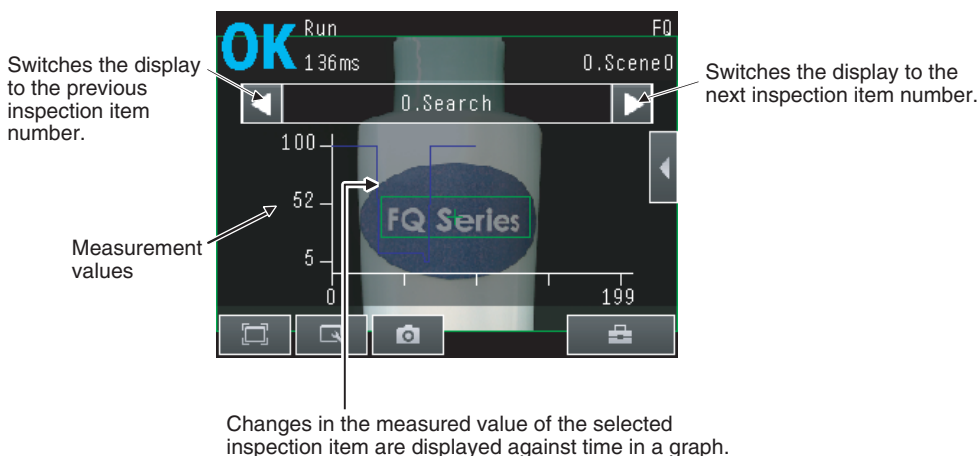 OK
Run
FQ
136ms
0.Scene0
Switches the display
to the previous
inspection item
number.
Switches the display to the
next inspection item number.
0.Search
100
52
5
FQ Series
Measurement
values
0
199
Changes in the measured value of the selected
inspection item are displayed against time in a graph.